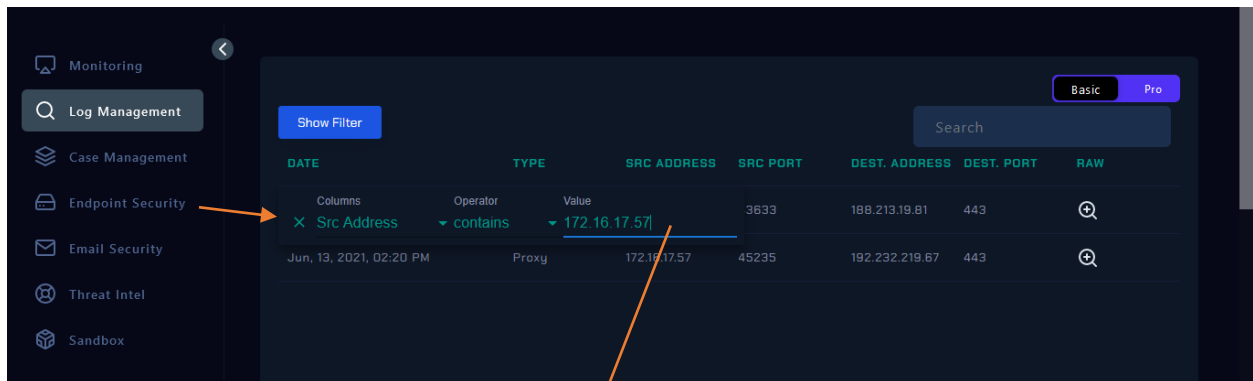 Monitoring
Log Management
Case Management
Endpoint Security
Email Security
Threat Intel
Sandbox
Basic Pro
Show Filter
Search
DATE TYPE SRC ADDRESS SRC PORT DEST. ADDRESS DEST. PORT RAW
Columns Operator Value
Src Address contains 172.16.17.57
3633 188.213.19.81 443
Jun, 13, 2021, 02:20 PM Proxy 172.16.17.57 45235 192.232.219.67 443